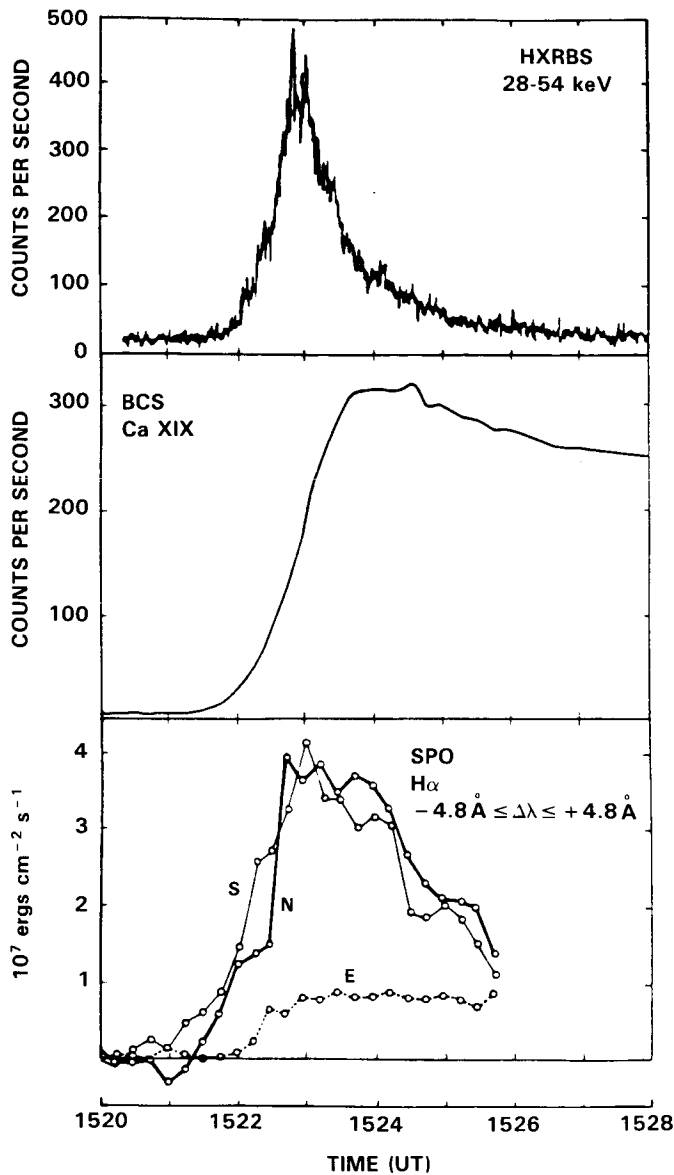 500
400
300
200
100
0
COUNTS PER SECOND
HXRBS
28-54 keV
300
200
100
COUNTS PER SECOND
BCS
Ca XIX
4
3
2
1
10⁷ ergs cm⁻² s⁻¹
SPO
Hα
−4.8 Å ≤ Δλ ≤ +4.8 Å
S
N
E
1520 1522 1524 1526 1528
TIME (UT)